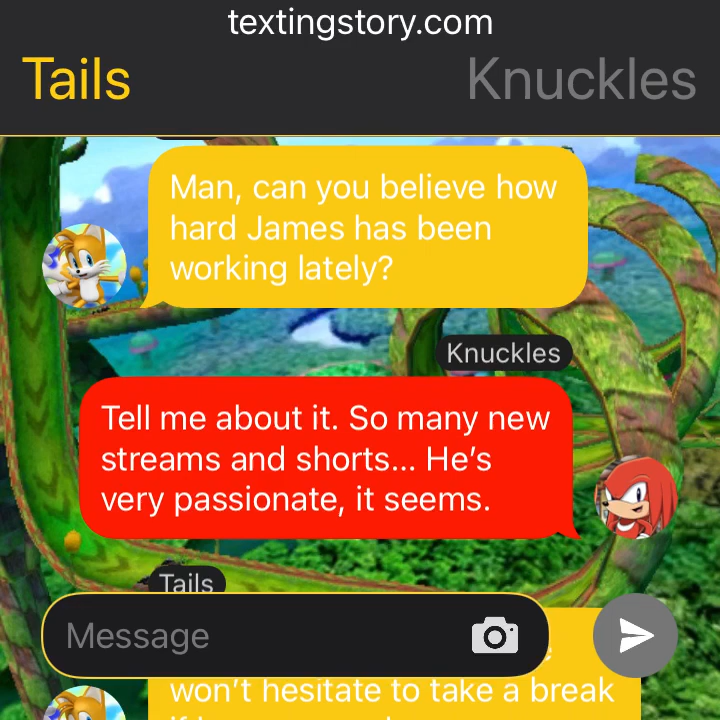 textingstory.com
Tails
Knuckles
Man, can you believe how
hard James has been
working lately?
Knuckles
Tell me about it. So many new
streams and shorts... He's
very passionate, it seems.
Tails
Message
won't hesitate to take a break